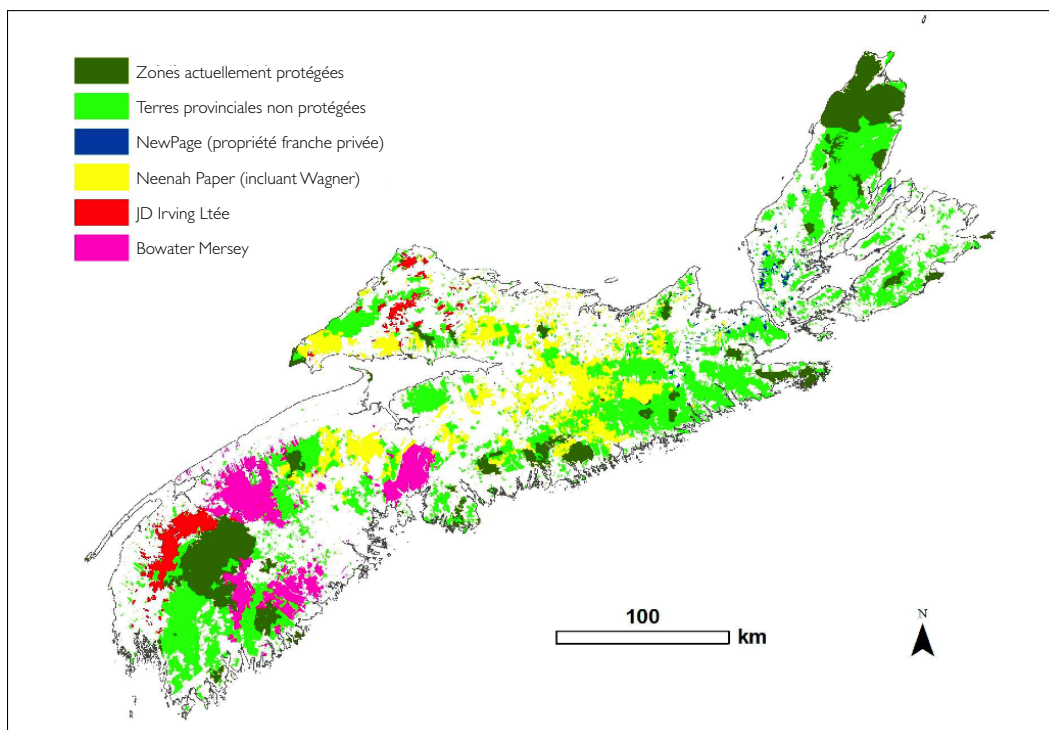 Zones actuellement protégées
Terres provinciales non protégées
NewPage (propriété franche privée)
Neenah Paper (incluant Wagner)
JD Irving Ltée
Bowater Mersey
100
km
N